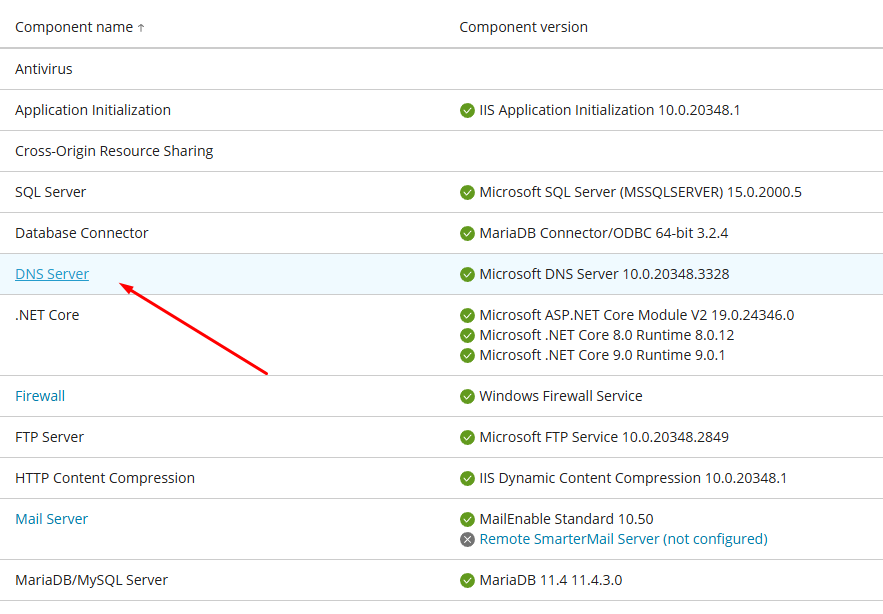 Component name ↑ Component version
Antivirus
Application Initialization IIS Application Initialization 10.0.20348.1
Cross-Origin Resource Sharing
SQL Server Microsoft SQL Server (MSSQLSERVER) 15.0.2000.5
Database Connector MariaDB Connector/ODBC 64-bit 3.2.4
DNS Server Microsoft DNS Server 10.0.20348.3328
.NET Core Microsoft ASP.NET Core Module V2 19.0.24346.0
Microsoft .NET Core 8.0 Runtime 8.0.12
Microsoft .NET Core 9.0 Runtime 9.0.1
Firewall Windows Firewall Service
FTP Server Microsoft FTP Service 10.0.20348.2849
HTTP Content Compression IIS Dynamic Content Compression 10.0.20348.1
Mail Server MailEnable Standard 10.50
Remote SmarterMail Server (not configured)
MariaDB/MySQL Server MariaDB 11.4 11.4.3.0